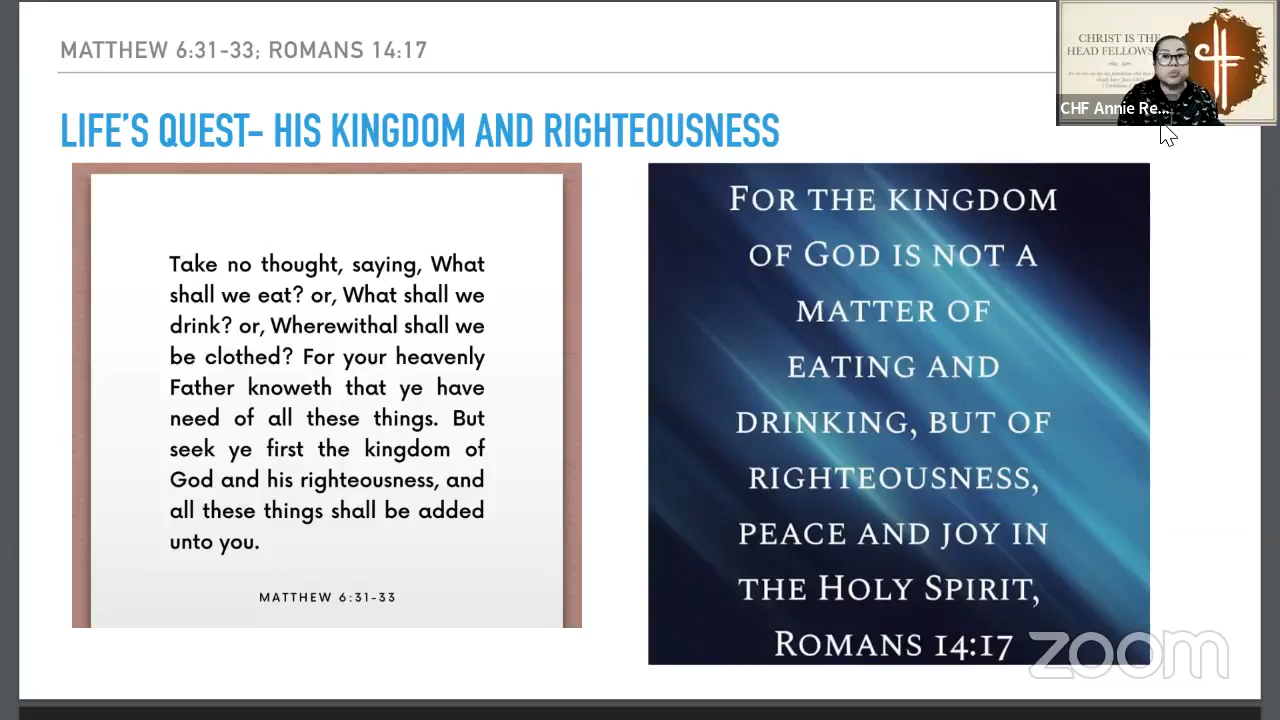 MATTHEW 6:31-33; ROMANS 14:17
LIFE'S QUEST- HIS KINGDOM AND RIGHTEOUSNESS
Take no thought, saying, What
shall we eat? or, What shall we
drink? or, Wherewithal shall we
be clothed? For your heavenly
Father knoweth that ye have
need of all these things. But
seek ye first the kingdom of
God and his righteousness, and
all these things shall be added
unto you.
MATTHEW 6:31-33
FOR THE KINGDOM
OF GOD IS NOT A
MATTER OF
EATING AND
DRINKING, BUT OF
RIGHTEOUSNESS,
PEACE AND JOY IN
THE HOLY SPIRIT,
ROMANS 14:17
CHRIST IS THE
HEAD FELLOWS
CHF Annie Re...
zoom